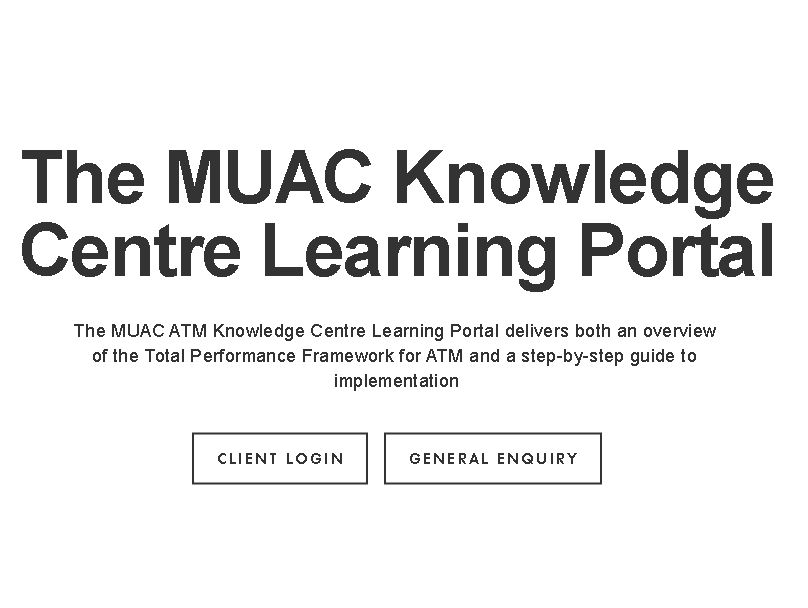 The MUAC Knowledge
Centre Learning Portal
The MUAC ATM Knowledge Centre Learning Portal delivers both an overview
of the Total Performance Framework for ATM and a step-by-step guide to
implementation
CLIENT LOGIN
GENERAL ENQUIRY